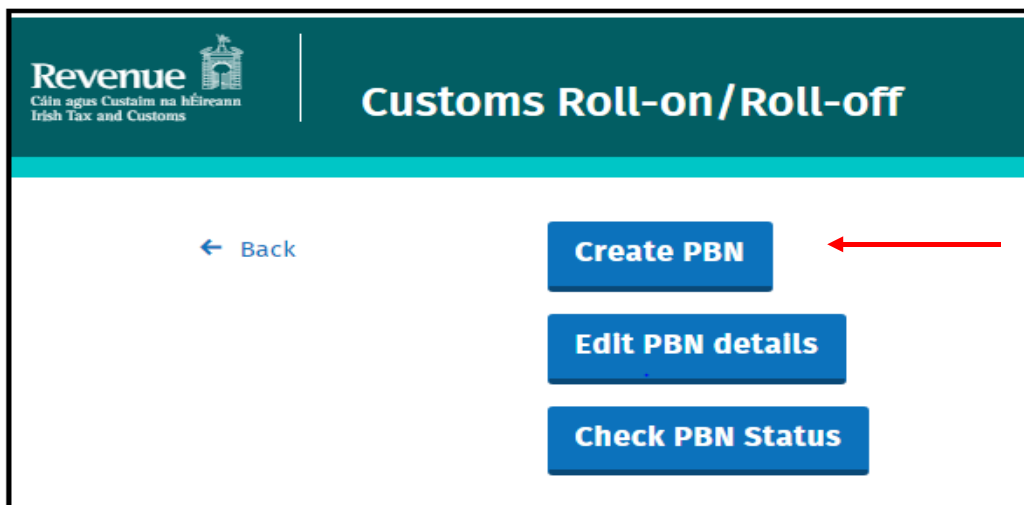 Revenue
Cáin agus Custaim na hÉireann
Irish Tax and Customs
Customs Roll-on/Roll-off
← Back
Create PBN
Edit PBN details
Check PBN Status